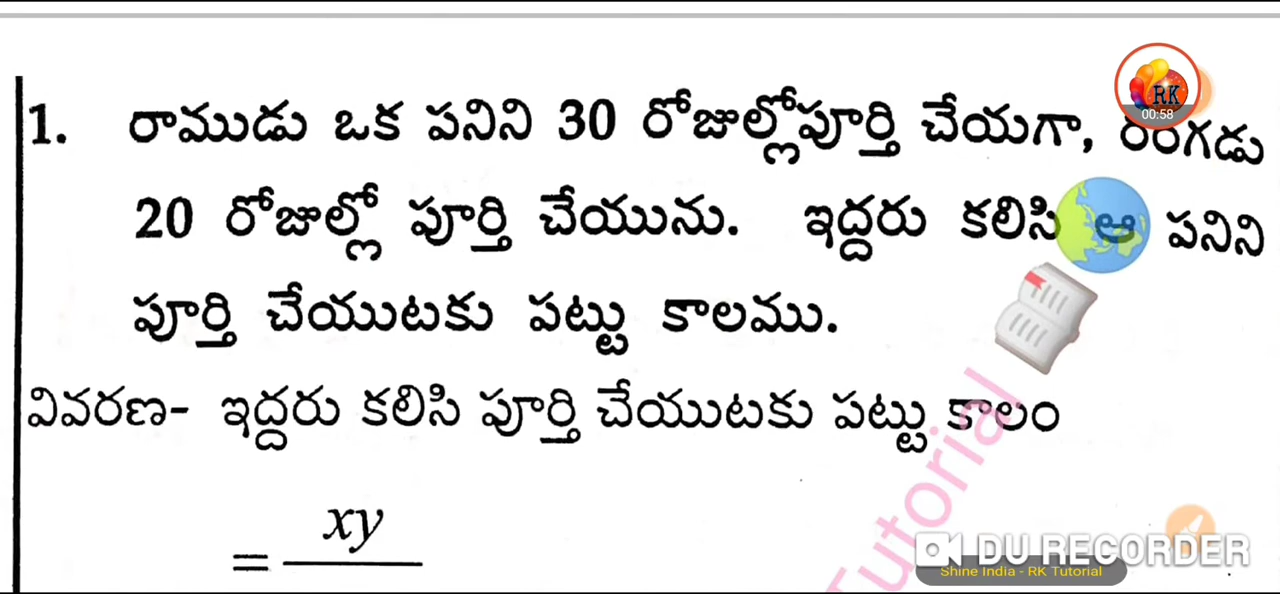 RK
00:58
1. రాముడు ఒక పనిని 30 రోజుల్లోపూర్తి చేయగా, రంగడు
20 రోజుల్లో పూర్తి చేయును. ఇద్దరు కలిసి ఆ పనిని
పూర్తి చేయుటకు పట్టు కాలము.
వివరణ- ఇద్దరు కలిసి పూర్తి చేయుటకు పట్టు కాలం
xy
=
Tutorial
DU RECORDER
Shine India - RK Tutorial